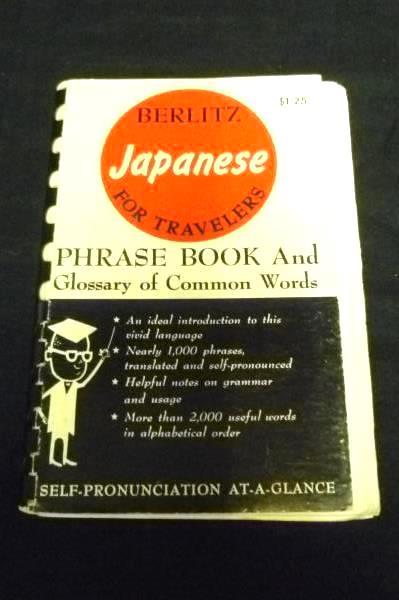 $1.25
BERLITZ
Japanese
FOR TRAVELERS
PHRASE BOOK And
Glossary of Common Words
★ An ideal introduction to this
vivid language
★ Nearly 1,000 phrases,
translated and self-pronounced
★ Helpful notes on grammar
and usage
★ More than 2,000 useful words
in alphabetical order
SELF-PRONUNCIATION AT-A-GLANCE